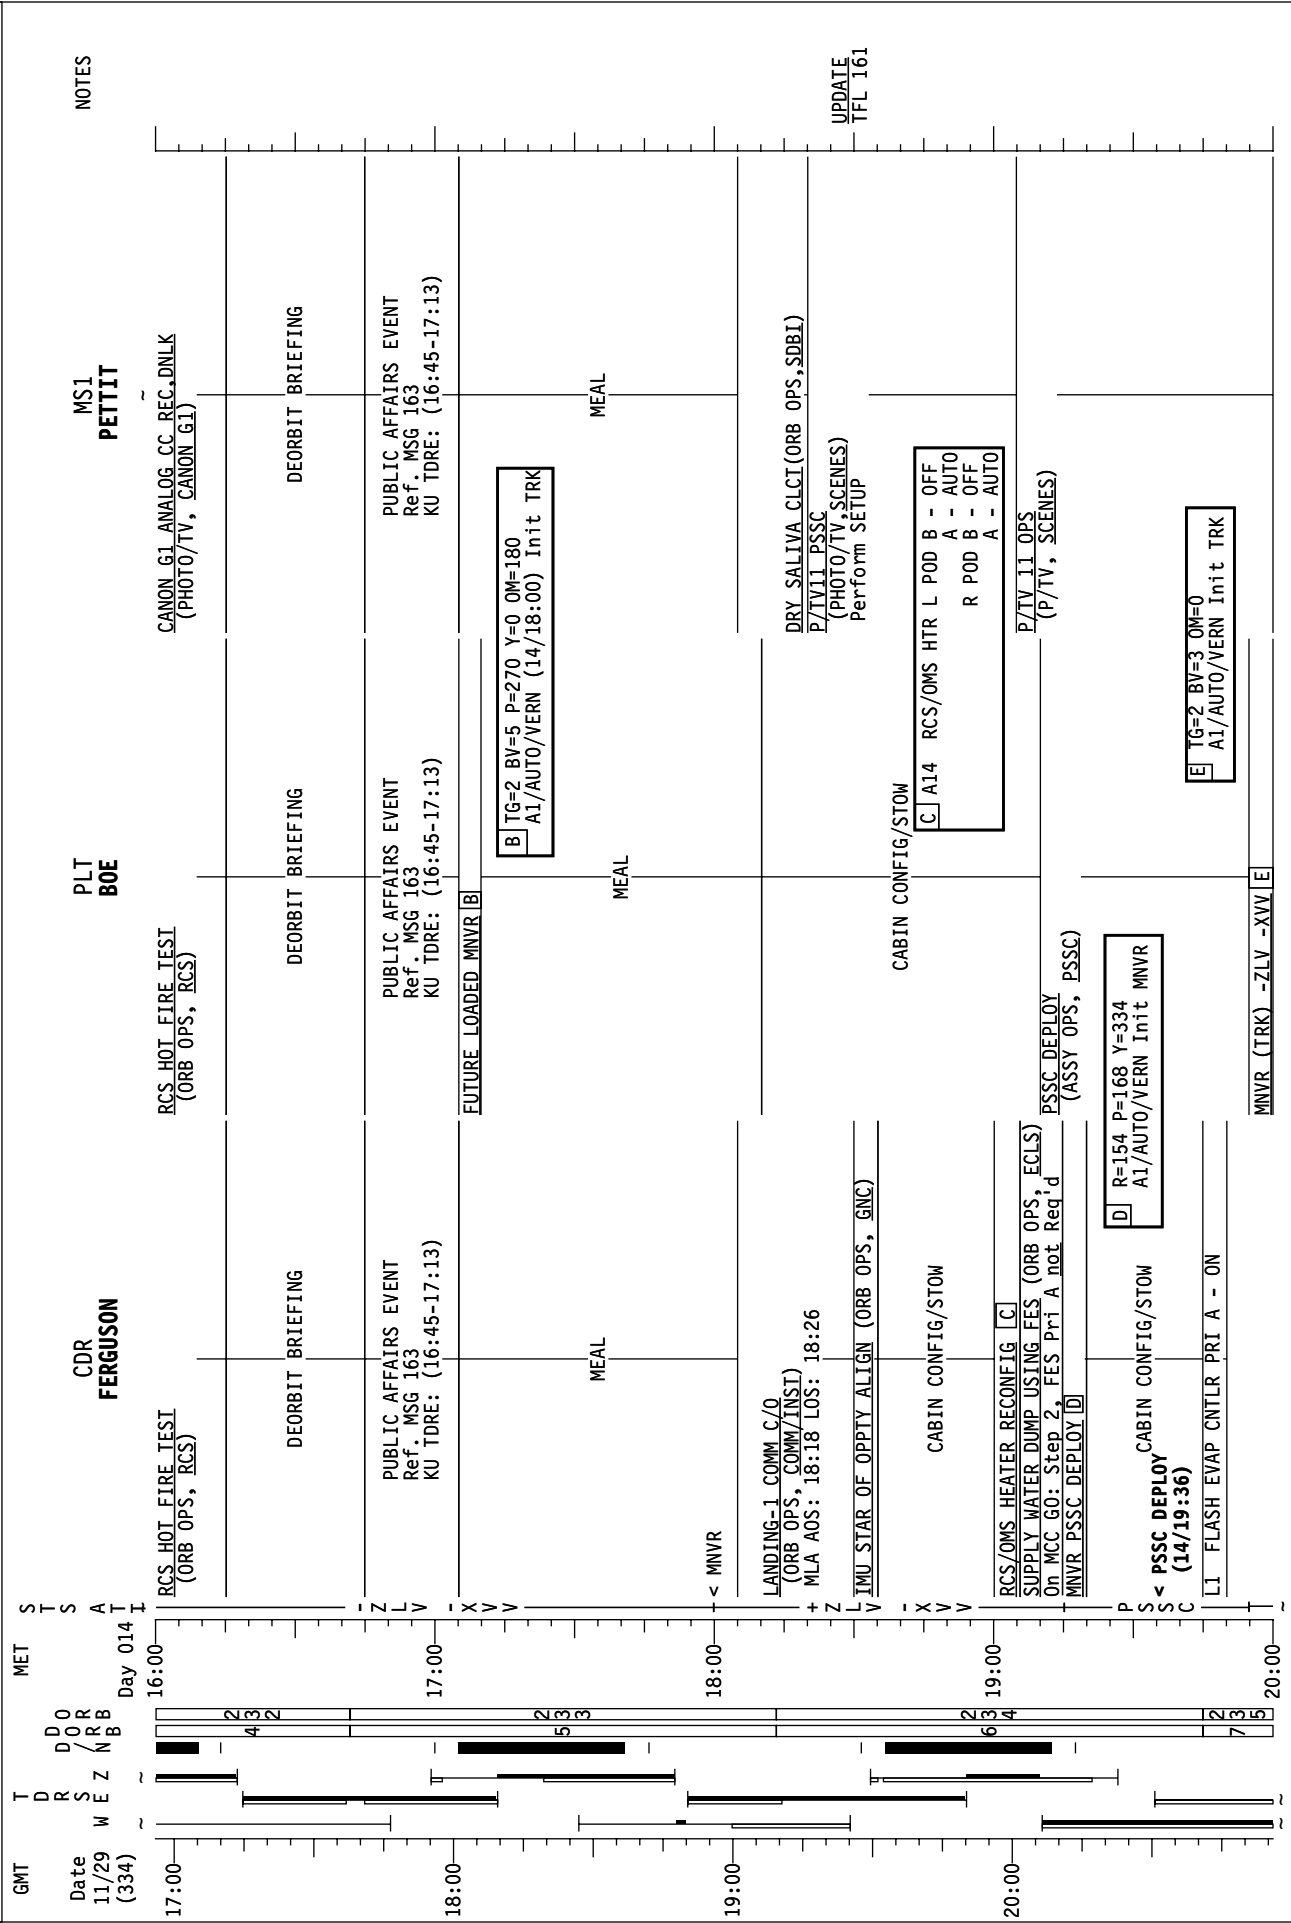 GMT
Date
11/29
(334)
17:00
18:00
19:00
20:00
T
D
R
S
W E Z
~
~
D D O
/ O R
N R B
B
4
5
6
7
232
233
234
235
MET
Day 014
16:00
17:00
18:00
19:00
20:00
S
T
S
A
T
T
I
-ZLV -XVV
+ZLV -XVV
PSSC
~
CDR
FERGUSON
RCS HOT FIRE TEST
(ORB OPS, RCS)
DEORBIT BRIEFING
PUBLIC AFFAIRS EVENT
Ref. MSG 163
KU TDRE: (16:45-17:13)
MEAL
< MNVR
LANDING-1 COMM C/O
(ORB OPS, COMM/INST)
MLA AOS: 18:18 LOS: 18:26
IMU STAR OF OPPTY ALIGN (ORB OPS, GNC)
CABIN CONFIG/STOW
RCS/OMS HEATER RECONFIG C
SUPPLY WATER DUMP USING FES (ORB OPS, ECLS)
On MCC GO: Step 2, FES Pri A not Req'd
MNVR PSSC DEPLOY D
D R=154 P=168 Y=334
A1/AUTO/VERN Init MNVR
CABIN CONFIG/STOW
< PSSC DEPLOY
(14/19:36)
L1 FLASH EVAP CNTLR PRI A - ON
PLT
BOE
RCS HOT FIRE TEST
(ORB OPS, RCS)
DEORBIT BRIEFING
PUBLIC AFFAIRS EVENT
Ref. MSG 163
KU TDRE: (16:45-17:13)
FUTURE LOADED MNVR B
B TG=2 BV=5 P=270 Y=0 OM=180
A1/AUTO/VERN (14/18:00) Init TRK
MEAL
CABIN CONFIG/STOW
C A14 RCS/OMS HTR L POD B - OFF
A - AUTO
R POD B - OFF
A - AUTO
PSSC DEPLOY
(ASSY OPS, PSSC)
MNVR (TRK) -ZLV -XVV E
E TG=2 BV=3 OM=0
A1/AUTO/VERN Init TRK
MS1
PETTIT
~
CANON G1 ANALOG CC REC,DNLK
(PHOTO/TV, CANON G1)
DEORBIT BRIEFING
PUBLIC AFFAIRS EVENT
Ref. MSG 163
KU TDRE: (16:45-17:13)
MEAL
DRY SALIVA CLCT(ORB OPS,SDBI)
P/TV11 PSSC
(PHOTO/TV,SCENES)
Perform SETUP
P/TV 11 OPS
(P/TV, SCENES)
NOTES
UPDATE
TFL 161